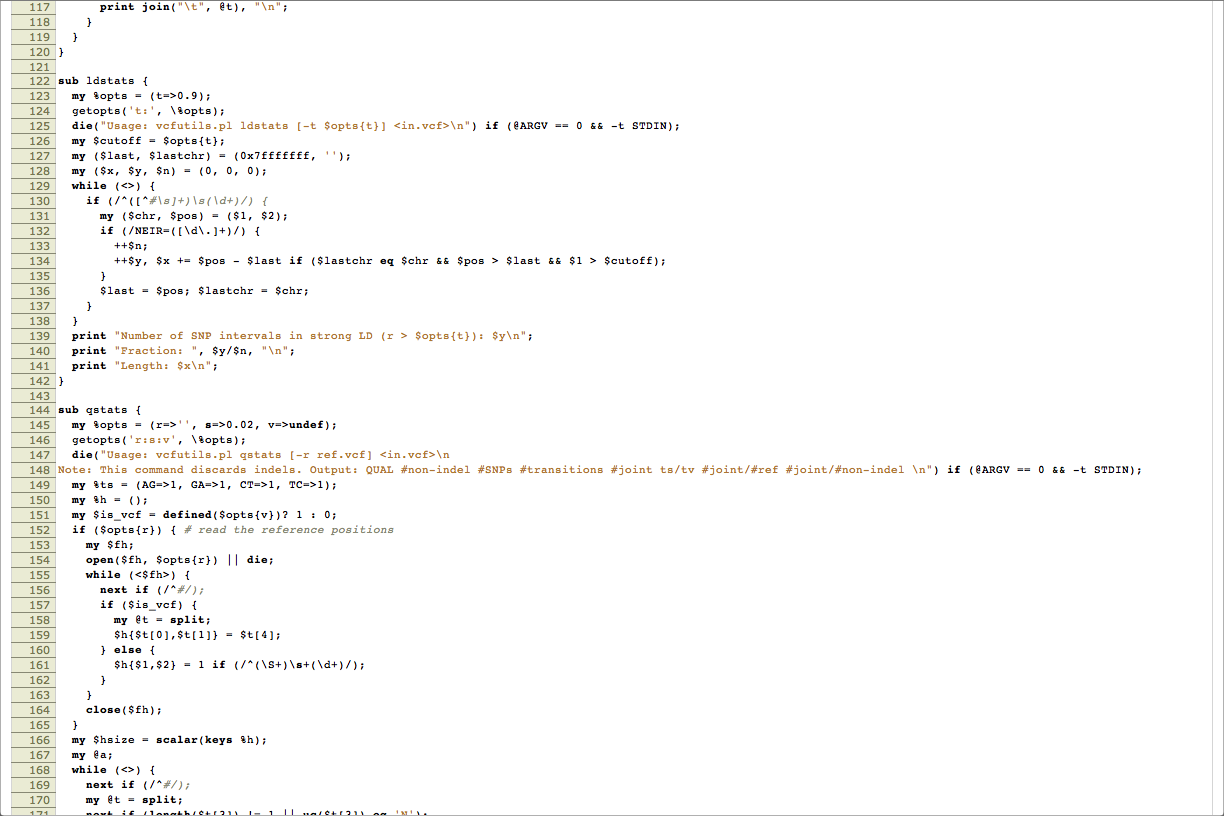 117 print join("\t", @t), "\n";
118 }
119 }
120 }
121
122 sub ldstats {
123 my %opts = (t=>0.9);
124 getopts('t:', \%opts);
125 die("Usage: vcfutils.pl ldstats [-t $opts{t}] <in.vcf>\n") if (@ARGV == 0 && -t STDIN);
126 my $cutoff = $opts{t};
127 my ($last, $lastchr) = (0x7fffffff, '');
128 my ($x, $y, $n) = (0, 0, 0);
129 while (<>) {
130 if (/^([^#\s]+)\s(\d+)/) {
131 my ($chr, $pos) = ($1, $2);
132 if (/NEIR=([\d\.]+)/) {
133 ++$n;
134 ++$y, $x += $pos - $last if ($lastchr eq $chr && $pos > $last && $1 > $cutoff);
135 }
136 $last = $pos; $lastchr = $chr;
137 }
138 }
139 print "Number of SNP intervals in strong LD (r > $opts{t}): $y\n";
140 print "Fraction: ", $y/$n, "\n";
141 print "Length: $x\n";
142 }
143
144 sub qstats {
145 my %opts = (r=>'', s=>0.02, v=>undef);
146 getopts('r:s:v', \%opts);
147 die("Usage: vcfutils.pl qstats [-r ref.vcf] <in.vcf>\n
148 Note: This command discards indels. Output: QUAL #non-indel #SNPs #transitions #joint ts/tv #joint/#ref #joint/#non-indel \n") if (@ARGV == 0 && -t STDIN);
149 my %ts = (AG=>1, GA=>1, CT=>1, TC=>1);
150 my %h = ();
151 my $is_vcf = defined($opts{v})? 1 : 0;
152 if ($opts{r}) { # read the reference positions
153 my $fh;
154 open($fh, $opts{r}) || die;
155 while (<$fh>) {
156 next if (/^#/);
157 if ($is_vcf) {
158 my @t = split;
159 $h{$t[0],$t[1]} = $t[4];
160 } else {
161 $h{$1,$2} = 1 if (/^(\S+)\s+(\d+)/);
162 }
163 }
164 close($fh);
165 }
166 my $hsize = scalar(keys %h);
167 my @a;
168 while (<>) {
169 next if (/^#/);
170 my @t = split;
171 next if (length($t[3]) != 1 || uc($t[3]) eq 'N');